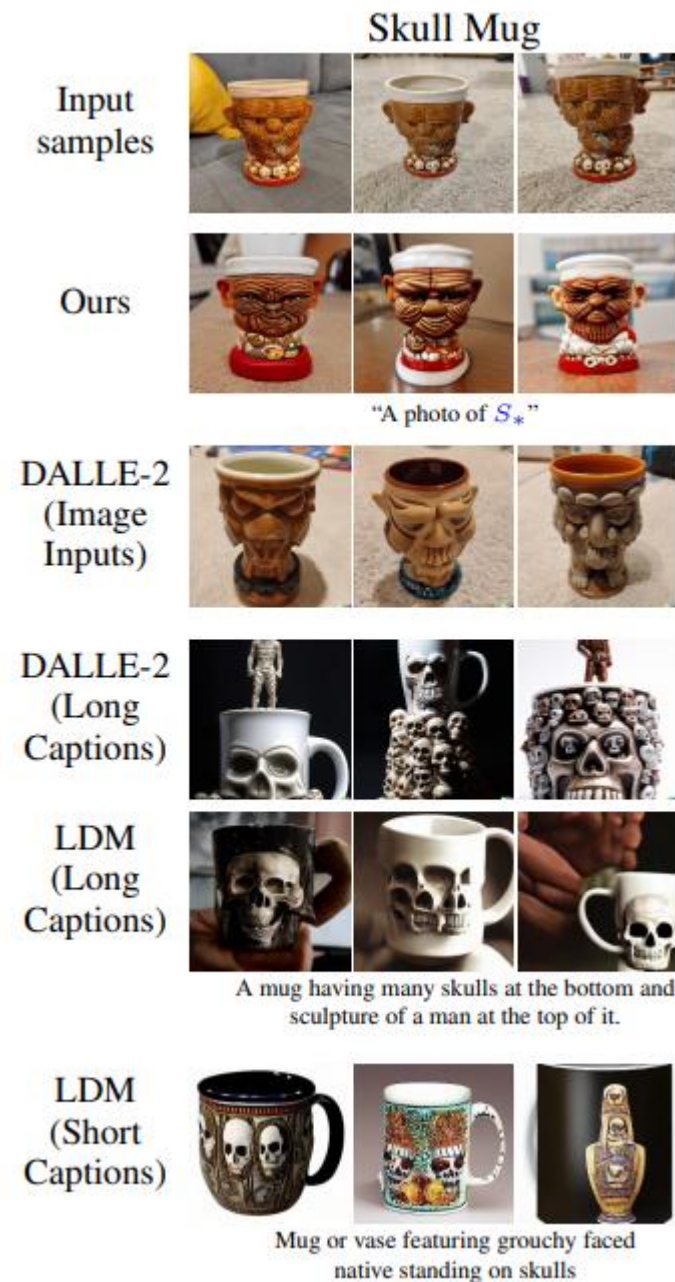 Skull Mug
Input
samples
Ours
“A photo of S*”
DALLE-2
(Image
Inputs)
DALLE-2
(Long
Captions)
LDM
(Long
Captions)
A mug having many skulls at the bottom and
sculpture of a man at the top of it.
LDM
(Short
Captions)
Mug or vase featuring grouchy faced
native standing on skulls